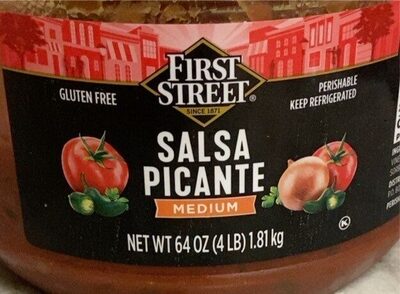 FIRST
STREET®
SINCE 1871
GLUTEN FREE
PERISHABLE
KEEP REFRIGERATED
SALSA
PICANTE
MEDIUM
K
NET WT 64 OZ (4 LB) 1.81 kg